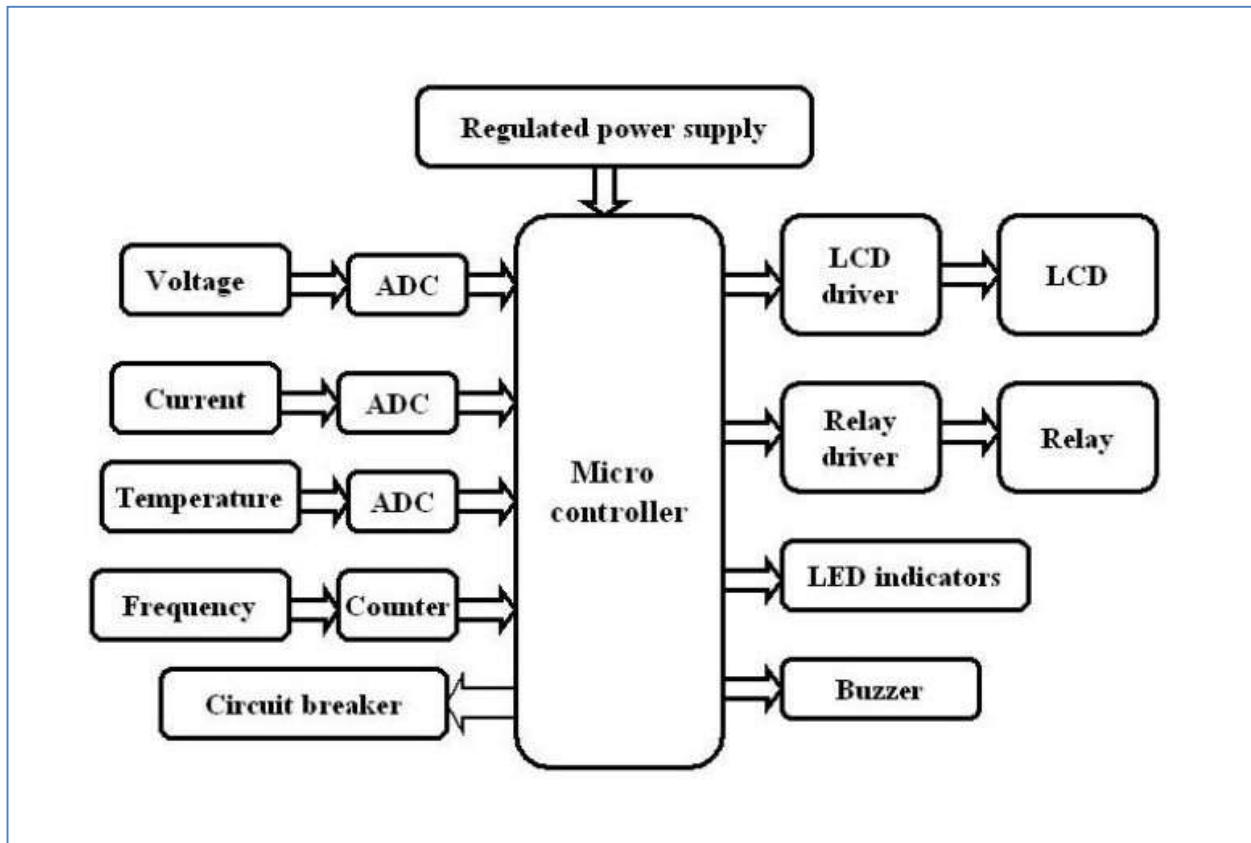 Regulated power supply
Voltage
ADC
LCD
driver
LCD
Current
ADC
Relay
driver
Relay
Micro
controller
Temperature
ADC
LED indicators
Frequency
Counter
Circuit breaker
Buzzer